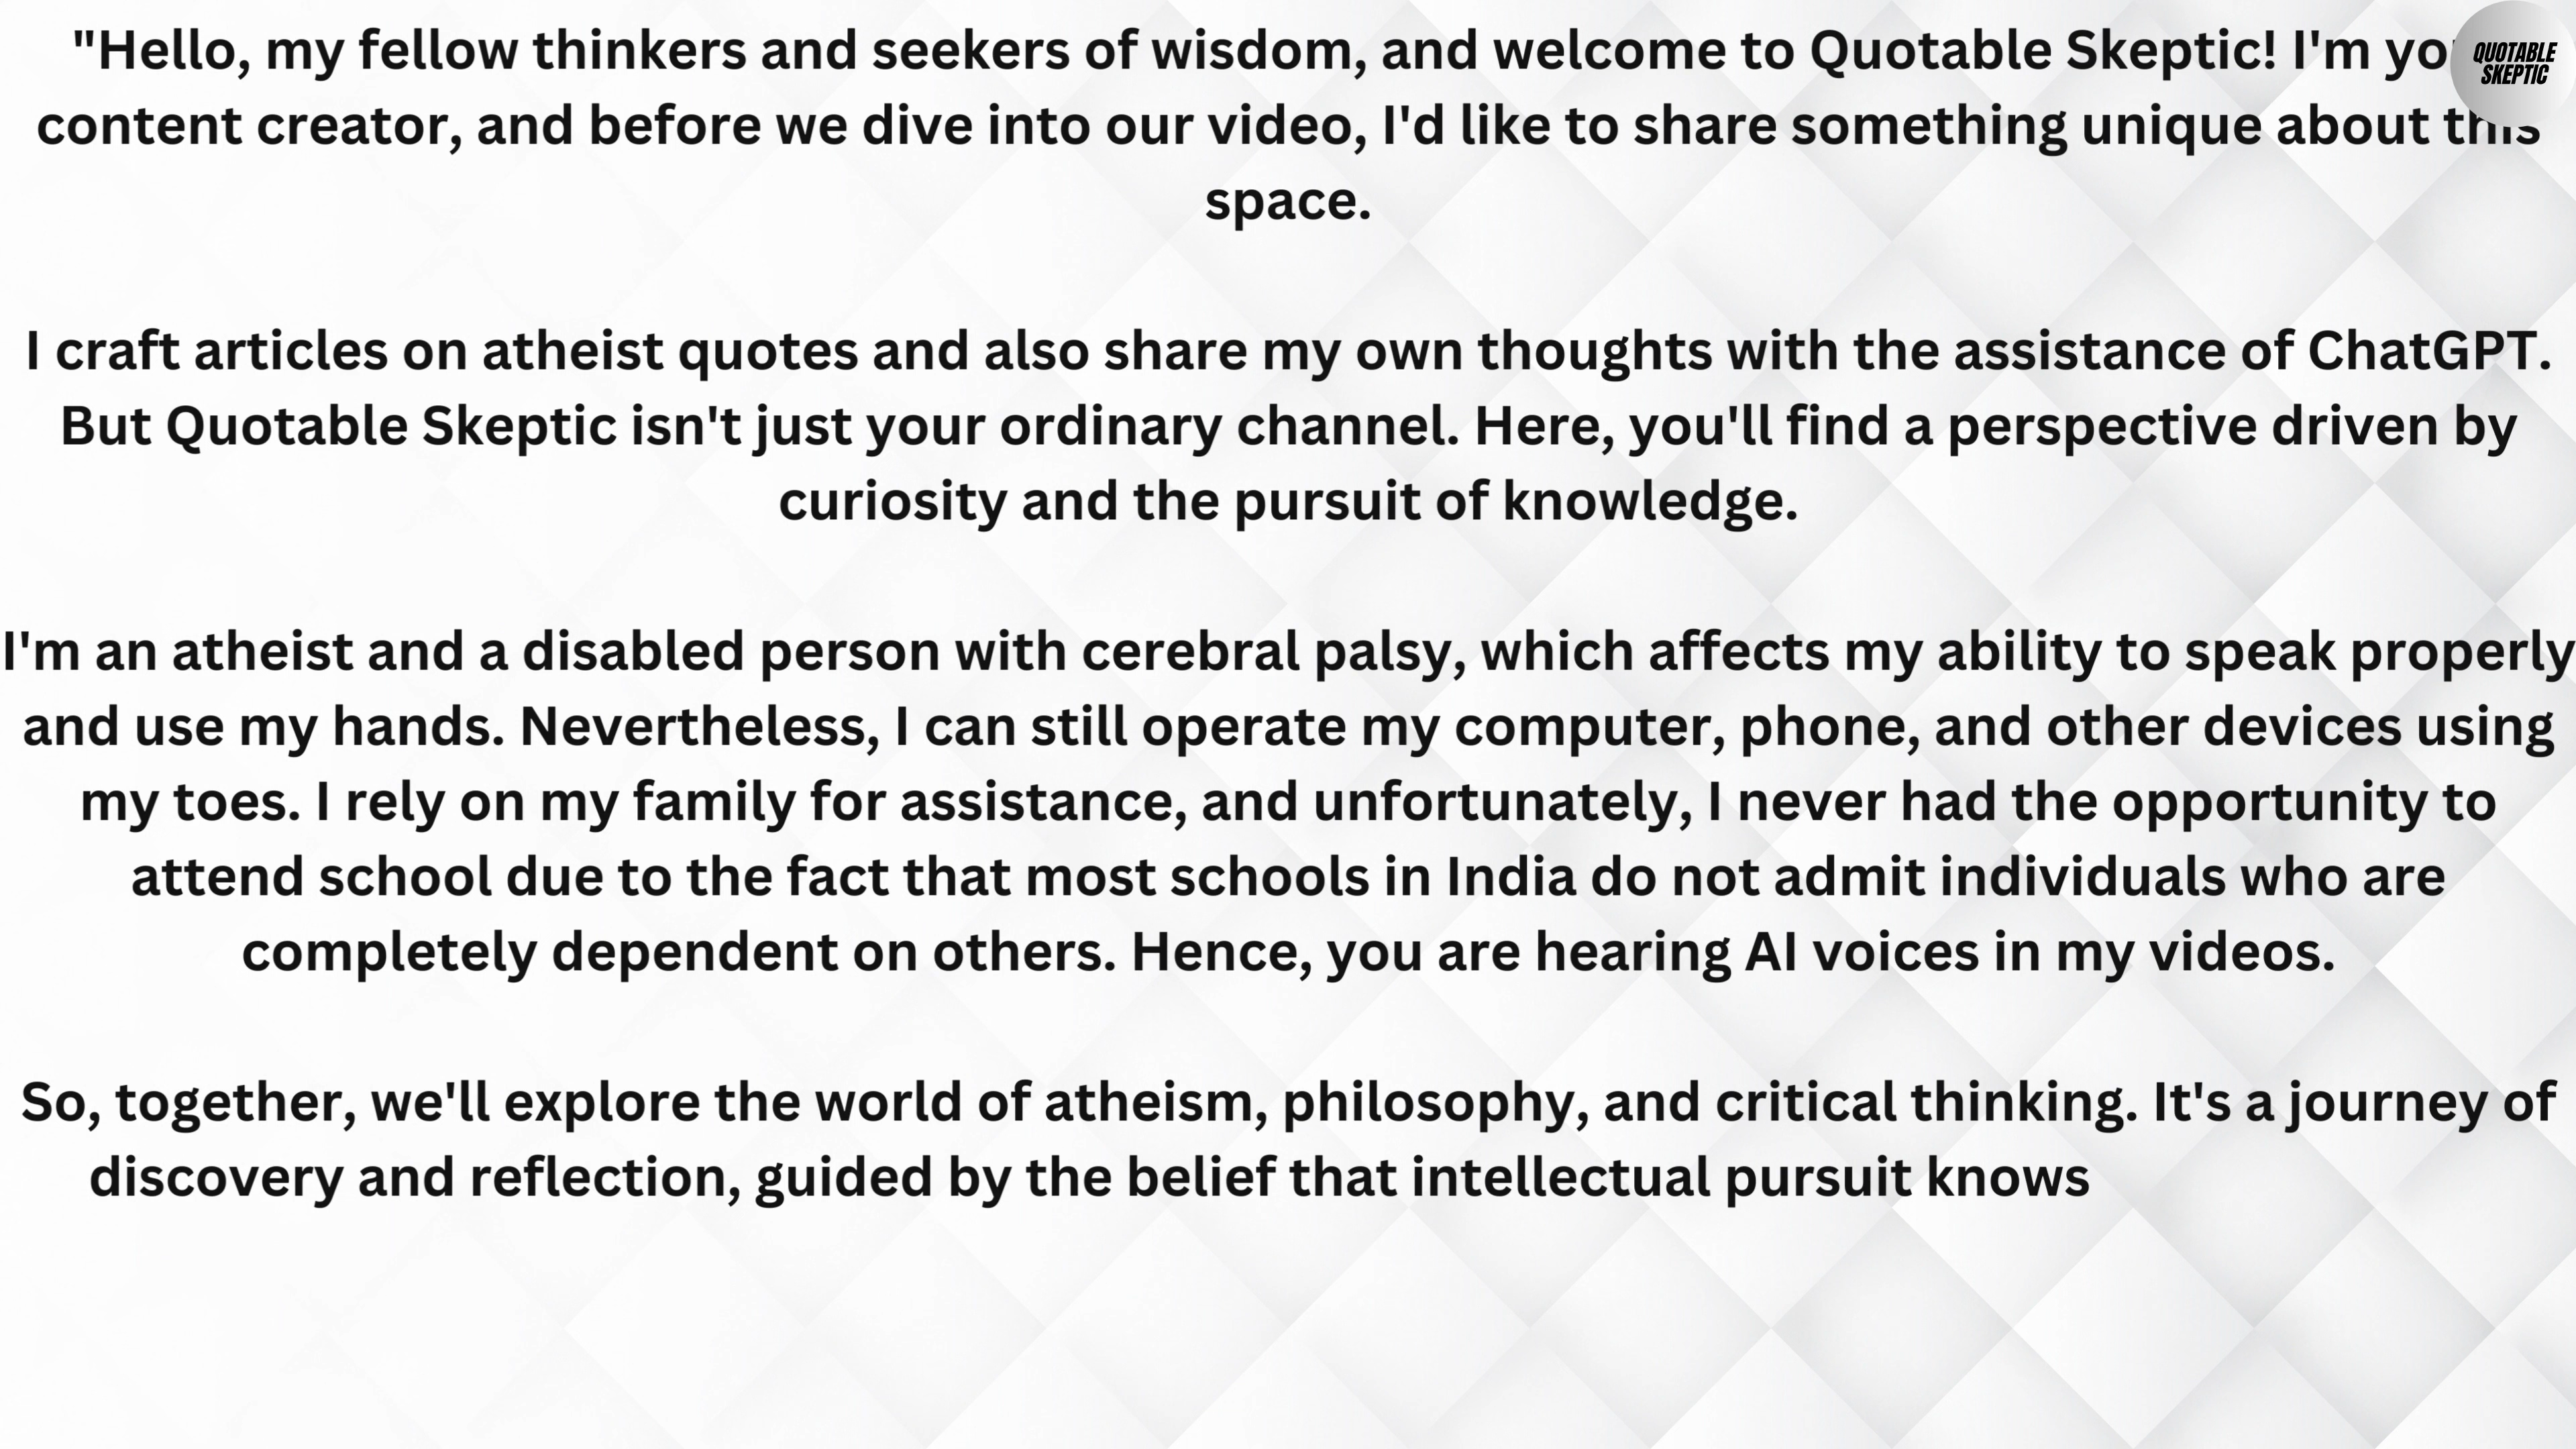 "Hello, my fellow thinkers and seekers of wisdom, and welcome to Quotable Skeptic! I'm
QUOTABLE
SKEPTIC
content creator, and before we dive into our video, I'd like to share something unique about this
space.
I craft articles on atheist quotes and also share my own thoughts with the assistance of ChatGPT.
But Quotable Skeptic isn't just your ordinary channel. Here, you'll find a perspective driven by
curiosity and the pursuit of knowledge.
I'm an atheist and a disabled person with cerebral palsy, which affects my ability to speak properly
and use my hands. Nevertheless, I can still operate my computer, phone, and other devices using
my toes. I rely on my family for assistance, and unfortunately, I never had the opportunity to
attend school due to the fact that most schools in India do not admit individuals who are
completely dependent on others. Hence, you are hearing AI voices in my videos.
So, together, we'll explore the world of atheism, philosophy, and critical thinking. It's a journey of
discovery and reflection, guided by the belief that intellectual pursuit knows